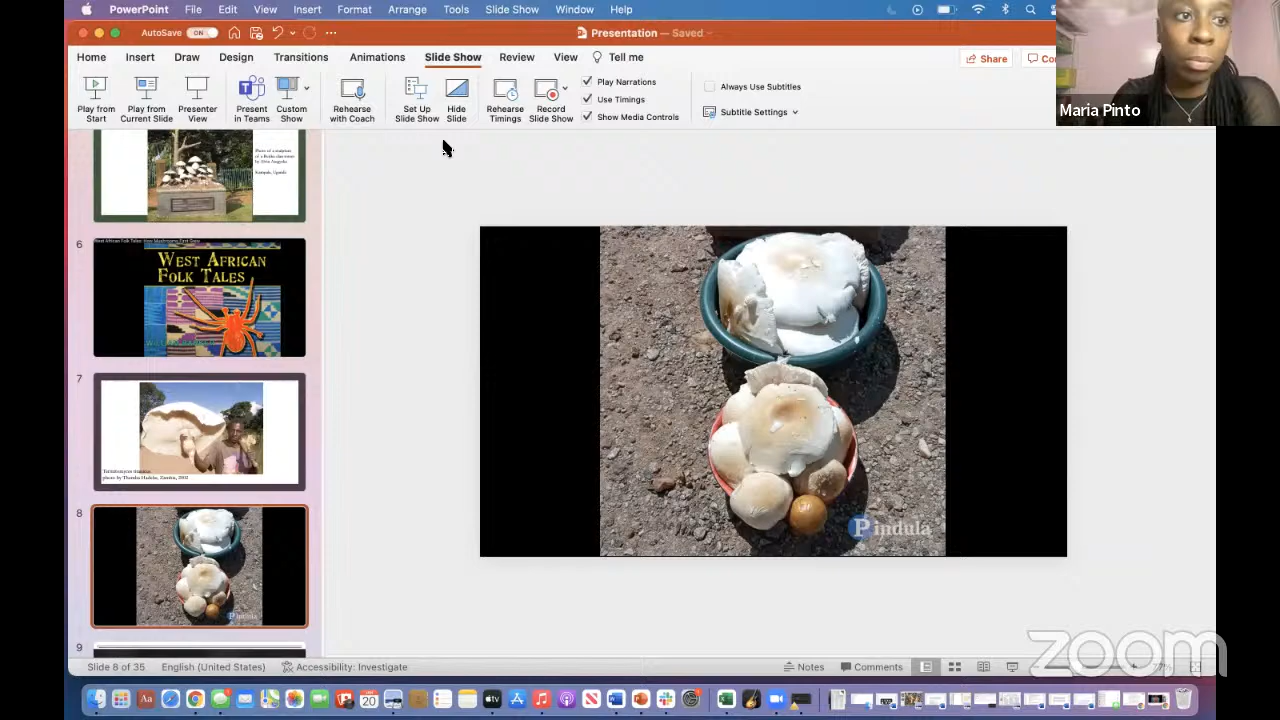 PowerPoint File Edit View Insert Format Arrange Tools Slide Show Window Help
AutoSave ON Presentation — Saved
Home Insert Draw Design Transitions Animations Slide Show Review View Tell me Share
Play from Start
Play from Current Slide
Presenter View
Present in Teams
Custom Show
Rehearse with Coach
Set Up Slide Show
Hide Slide
Rehearse Timings
Record Slide Show
Play Narrations
Use Timings
Show Media Controls
Always Use Subtitles
Subtitle Settings
Maria Pinto
6
WEST AFRICAN
FOLK TALES
7
8
Pindula
Pindula
9
Slide 8 of 35 English (United States) Accessibility: Investigate Notes Comments
zoom